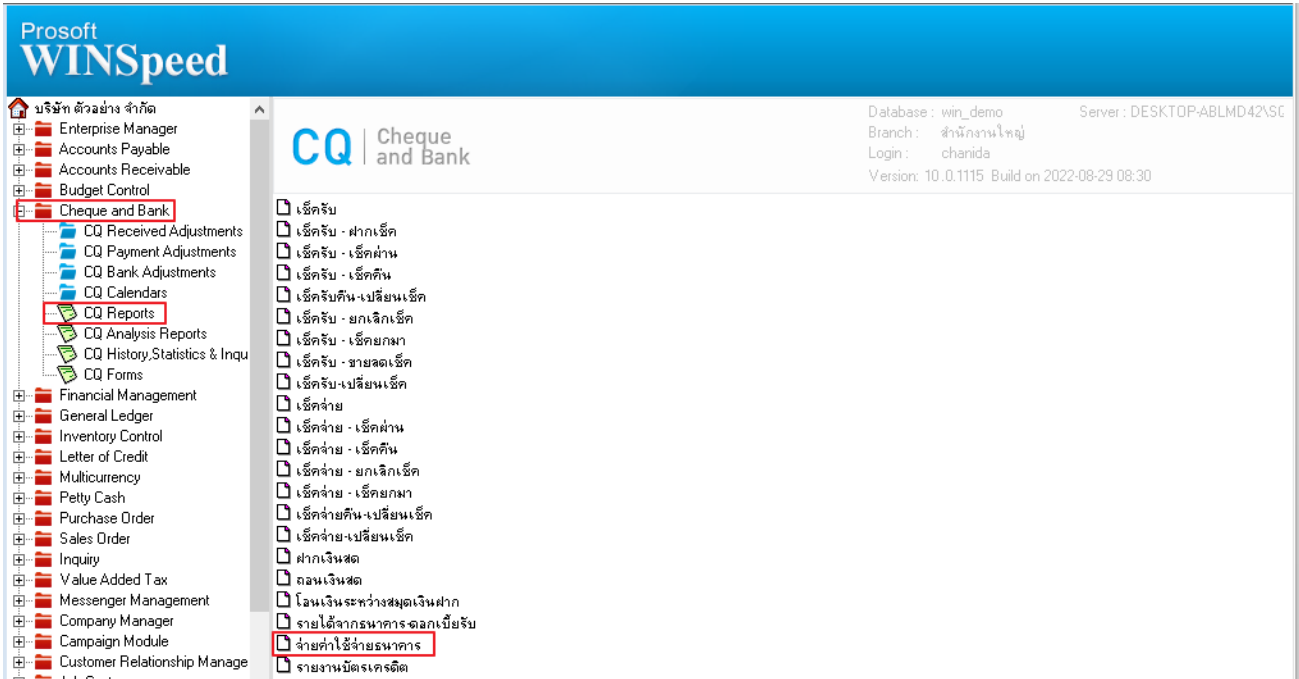 Prosoft
WINSpeed
บริษัท ตัวอย่าง จำกัด
Enterprise Manager
Accounts Payable
Accounts Receivable
Budget Control
Cheque and Bank
CQ Received Adjustments
CQ Payment Adjustments
CQ Bank Adjustments
CQ Calendars
CQ Reports
CQ Analysis Reports
CQ History,Statistics & Inqu
CQ Forms
Financial Management
General Ledger
Inventory Control
Letter of Credit
Multicurrency
Petty Cash
Purchase Order
Sales Order
Inquiry
Value Added Tax
Messenger Management
Company Manager
Campaign Module
Customer Relationship Manage
CQ Cheque
and Bank
Database : win_demo Server : DESKTOP-ABLMD42\SQ
Branch : สำนักงานใหญ่
Login : chanida
Version: 10.0.1115 Build on 2022-08-29 08:30
เช็ครับ
เช็ครับ - ฝากเช็ค
เช็ครับ - เช็คผ่าน
เช็ครับ - เช็คคืน
เช็ครับคืน-เปลี่ยนเช็ค
เช็ครับ - ยกเลิกเช็ค
เช็ครับ - เช็คยกมา
เช็ครับ - ขายลดเช็ค
เช็ครับ-เปลี่ยนเช็ค
เช็คจ่าย
เช็คจ่าย - เช็คผ่าน
เช็คจ่าย - เช็คคืน
เช็คจ่าย - ยกเลิกเช็ค
เช็คจ่าย - เช็คยกมา
เช็คจ่ายคืน-เปลี่ยนเช็ค
เช็คจ่าย-เปลี่ยนเช็ค
ฝากเงินสด
ถอนเงินสด
โอนเงินระหว่างสมุดเงินฝาก
รายได้จากธนาคาร-ดอกเบี้ยรับ
จ่ายค่าใช้จ่ายธนาคาร
รายงานบัตรเครดิต